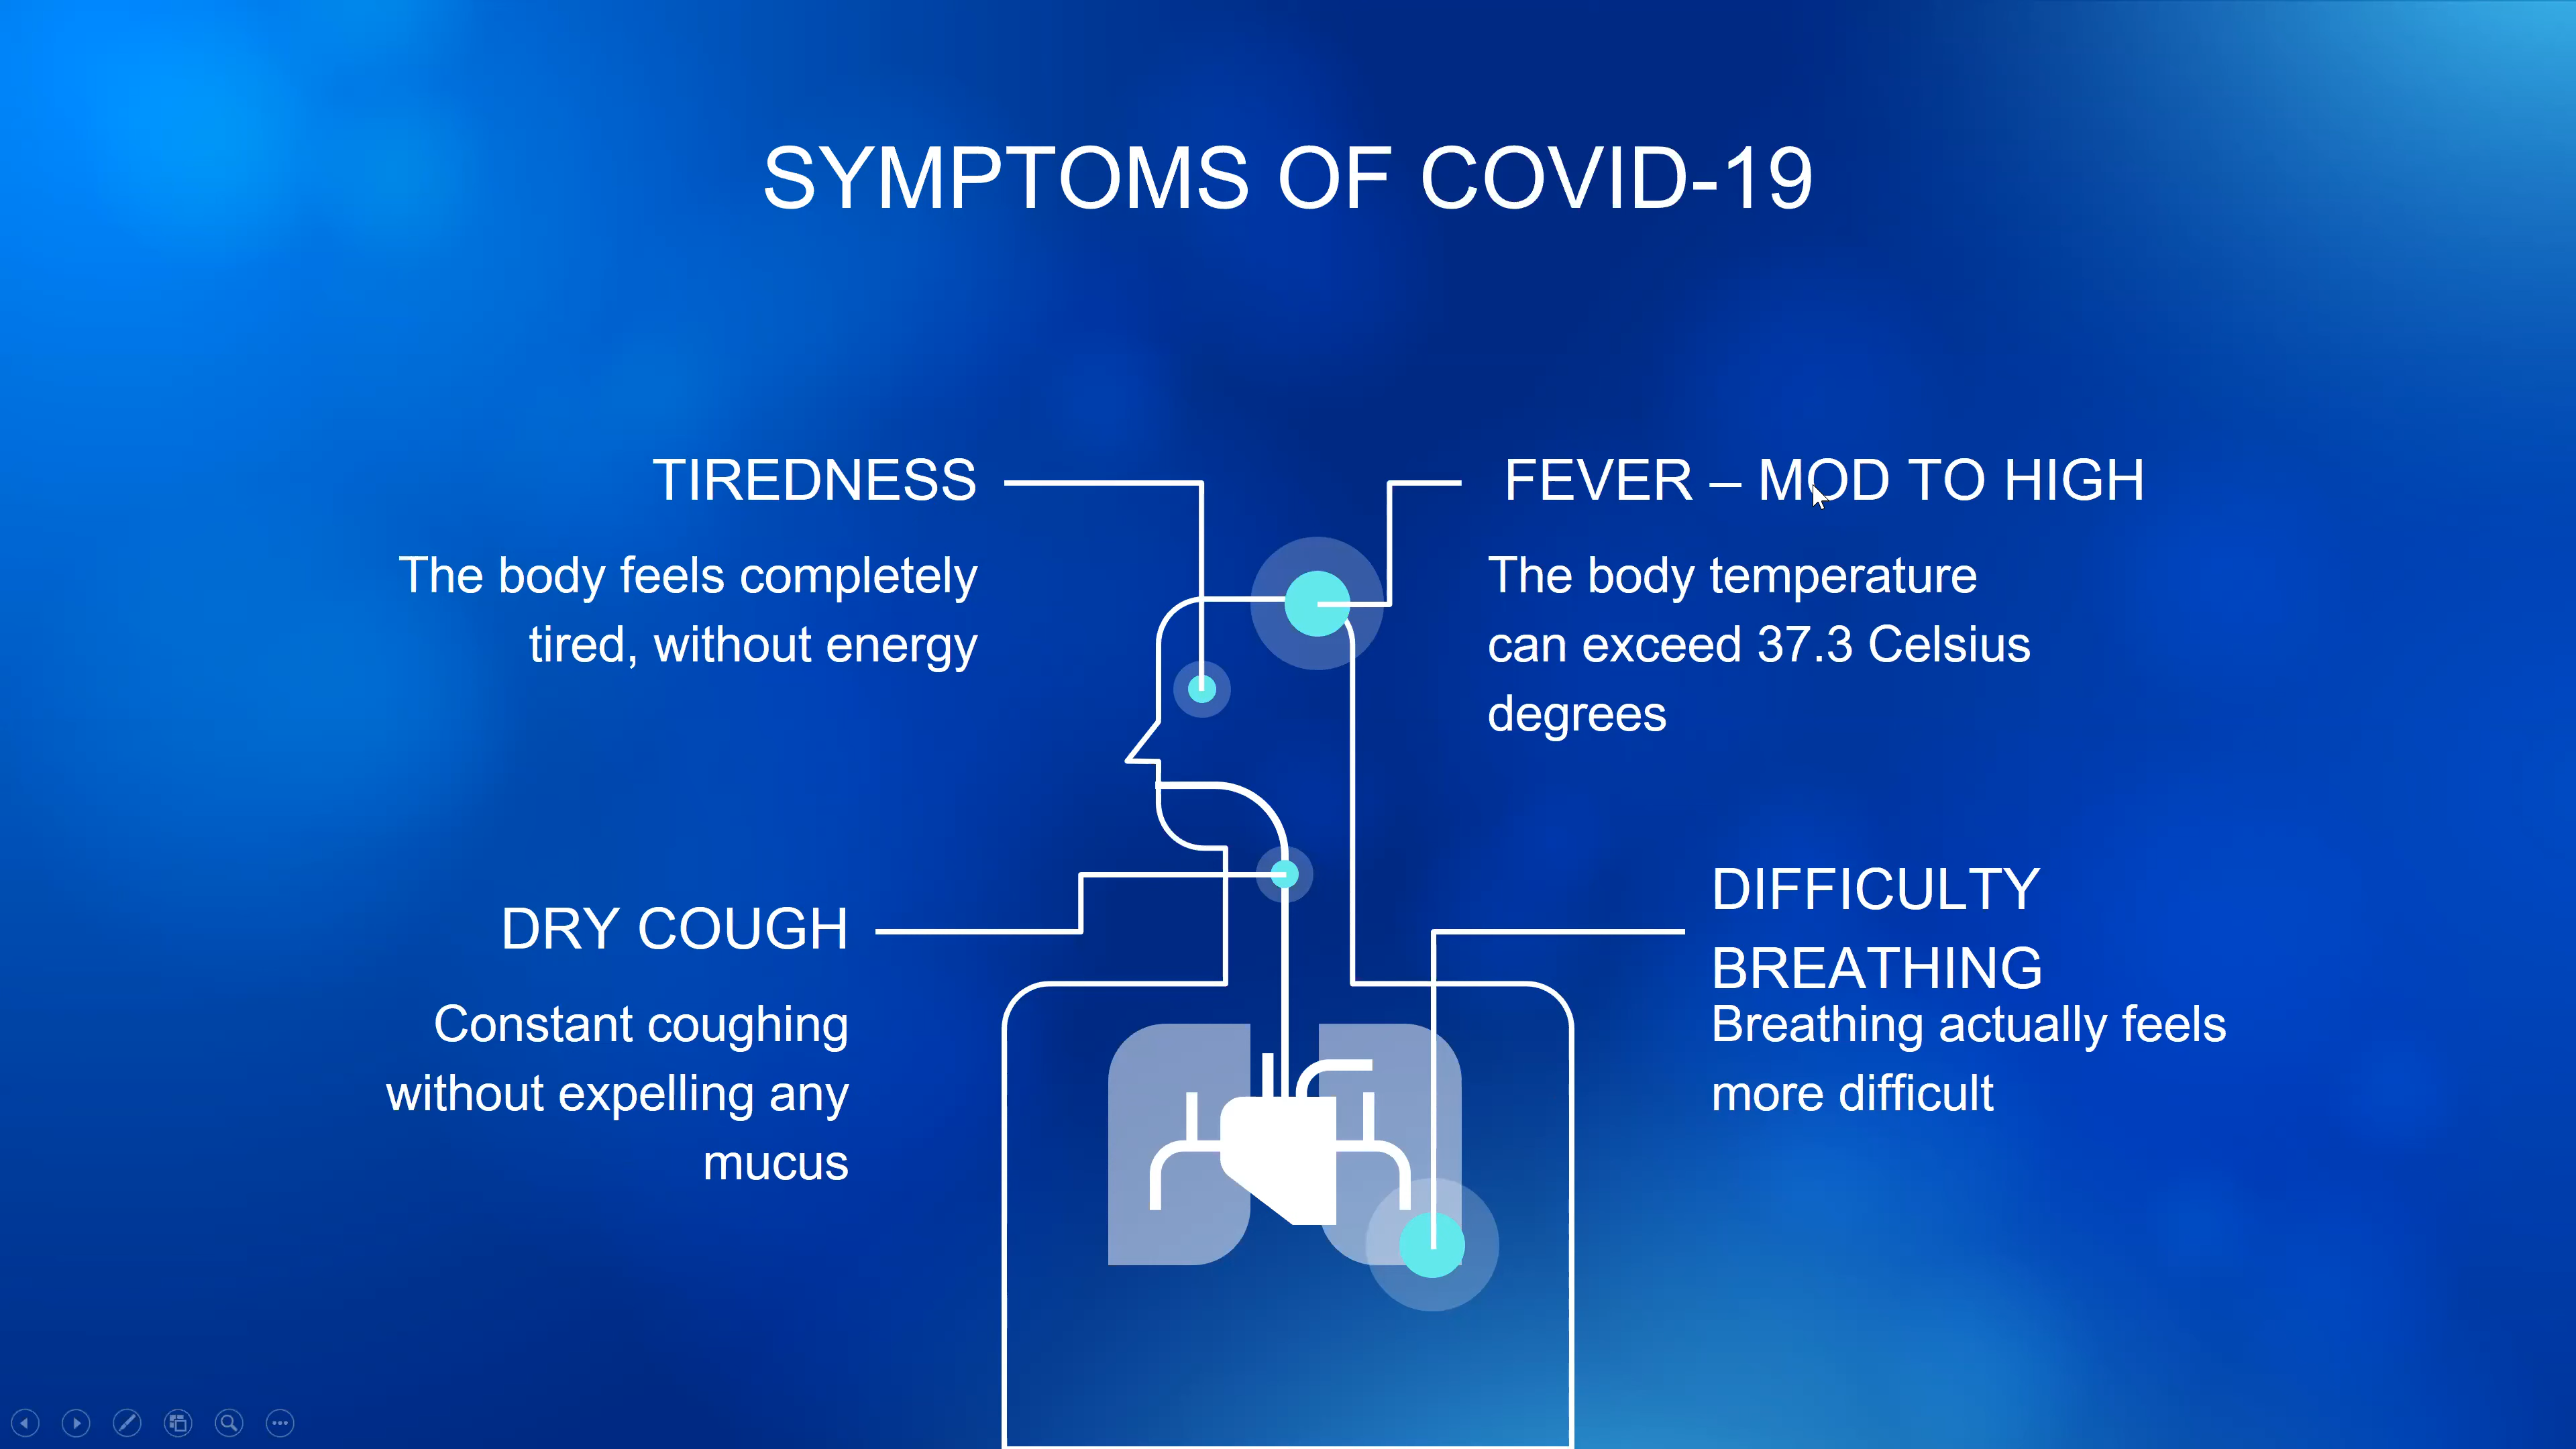 SYMPTOMS OF COVID-19
TIREDNESS
The body feels completely
tired, without energy
FEVER – MOD TO HIGH
The body temperature
can exceed 37.3 Celsius
degrees
DRY COUGH
Constant coughing
without expelling any
mucus
DIFFICULTY
BREATHING
Breathing actually feels
more difficult